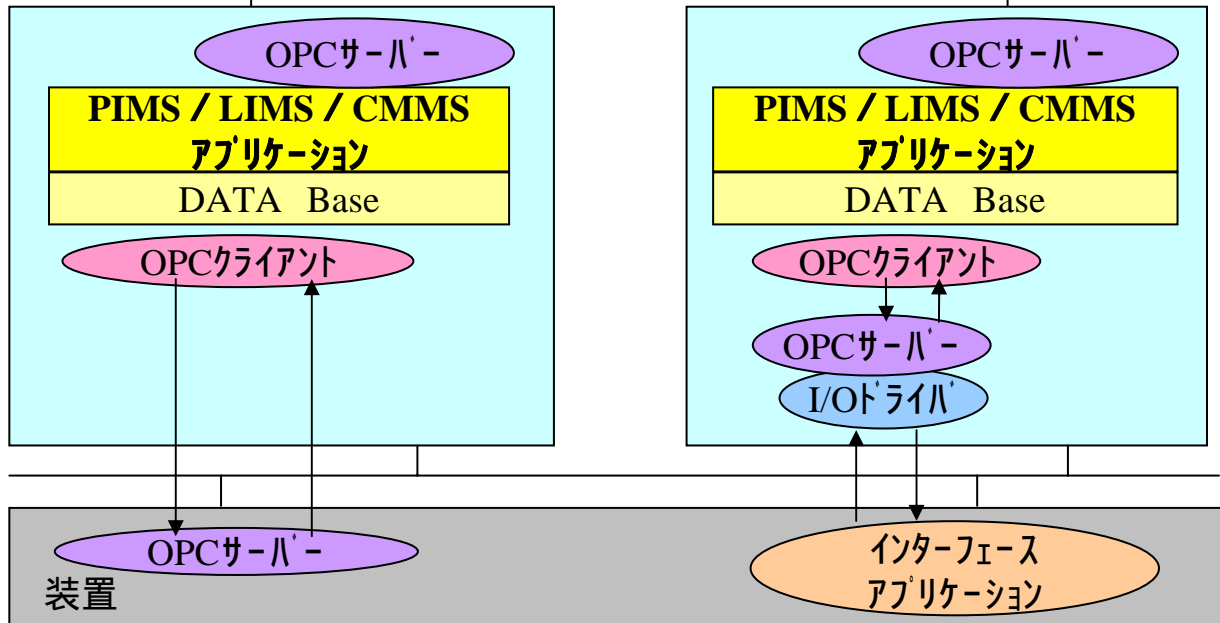 OPCｻｰﾊﾞｰ
PIMS／LIMS／CMMS
ｱﾌﾟﾘｹｰｼｮﾝ
DATA Base
OPCｸﾗｲｱﾝﾄ
OPCｻｰﾊﾞｰ
PIMS／LIMS／CMMS
ｱﾌﾟﾘｹｰｼｮﾝ
DATA Base
OPCｸﾗｲｱﾝﾄ
OPCｻｰﾊﾞｰ
I/Oﾄﾞﾗｲﾊﾞ
OPCｻｰﾊﾞｰ
装置
ｲﾝﾀｰﾌｪｰｽ
ｱﾌﾟﾘｹｰｼｮﾝ